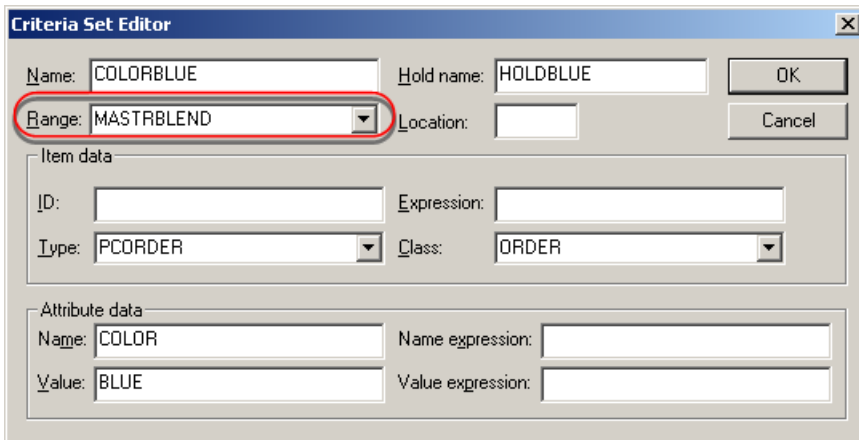 Criteria Set Editor
Name: COLORBLUE Hold name: HOLDBLUE OK
Range: MASTRBLEND Location: Cancel
Item data
ID: Expression:
Type: PCORDER Class: ORDER
Attribute data
Name: COLOR Name expression:
Value: BLUE Value expression: